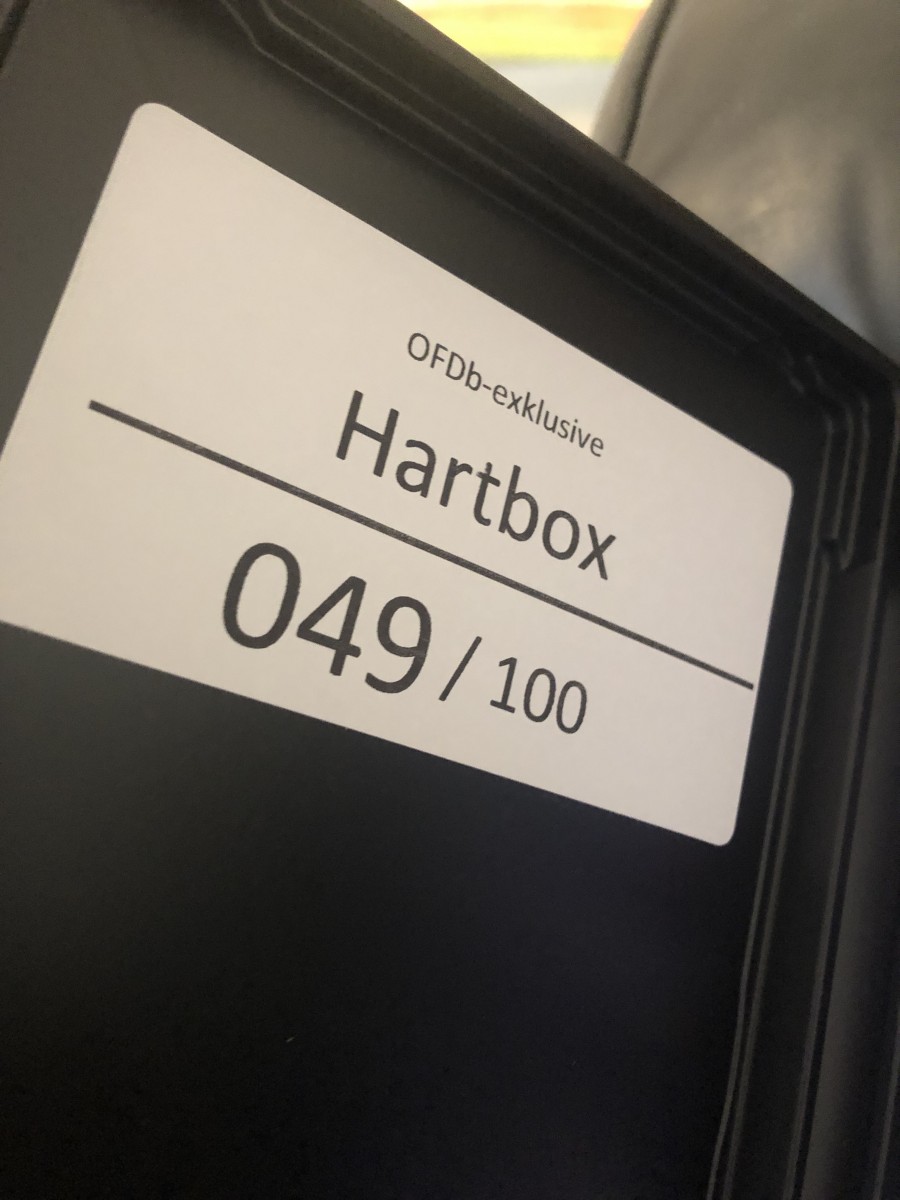 OFDb-exklusive
Hartbox
049 / 100